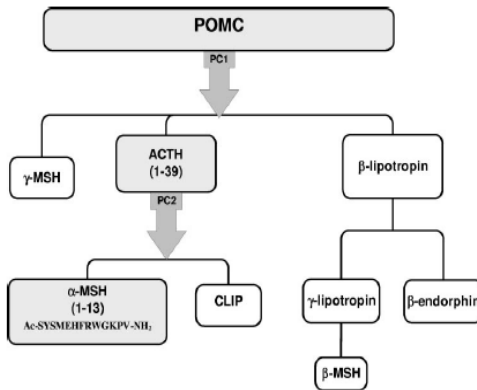 POMC
PC1
γ-MSH
ACTH
(1-39)
β-lipotropin
PC2
α-MSH
(1-13)
Ac-SYSMEHFRWGKPV-NH₂
CLIP
γ-lipotropin
β-endorphin
β-MSH